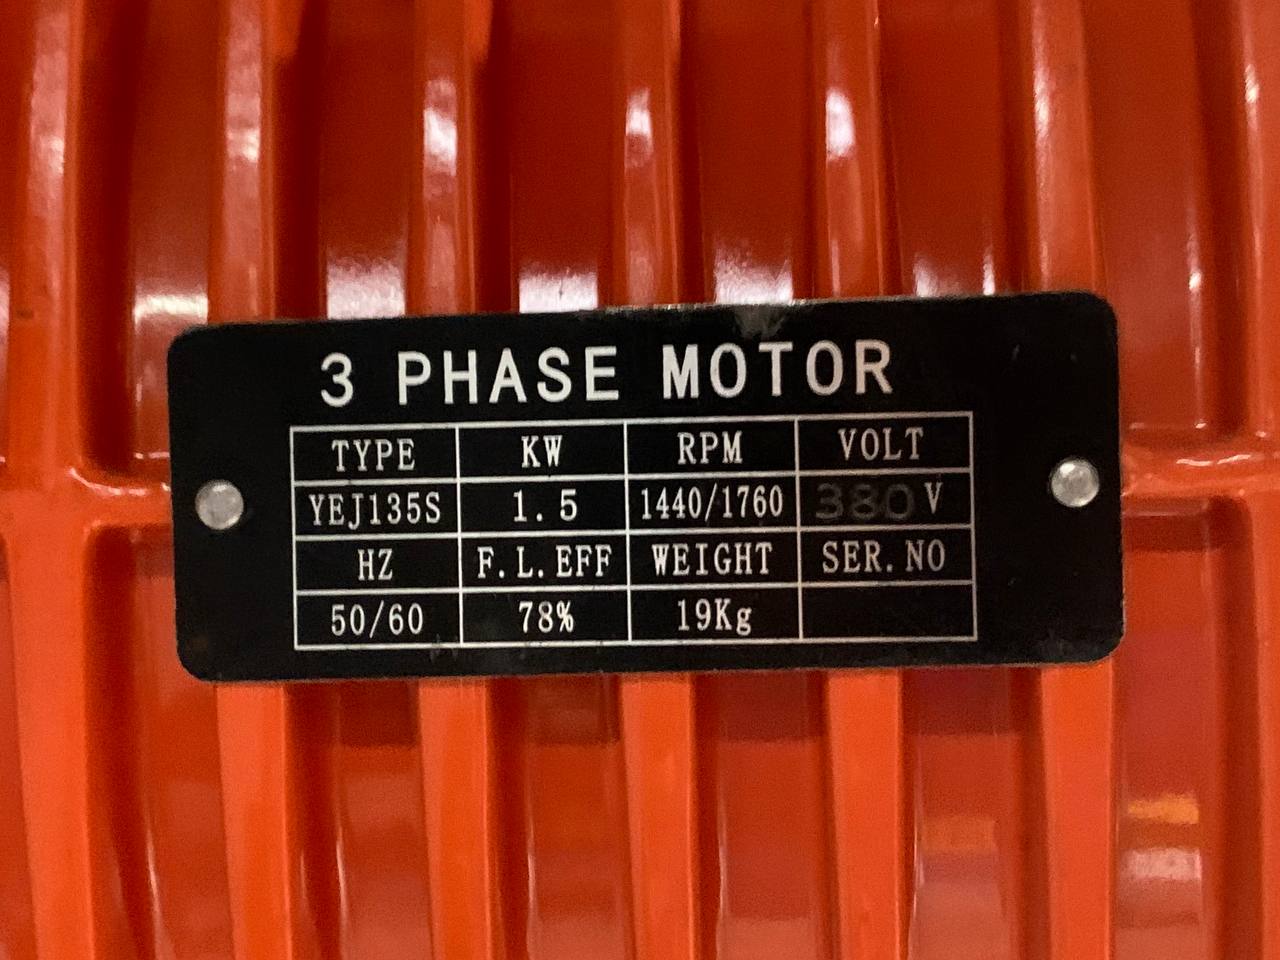 3 PHASE MOTOR
TYPE KW RPM VOLT
YEJ135S 1.5 1440/1760 380 V
HZ F.L.EFF WEIGHT SER.NO
50/60 78% 19Kg